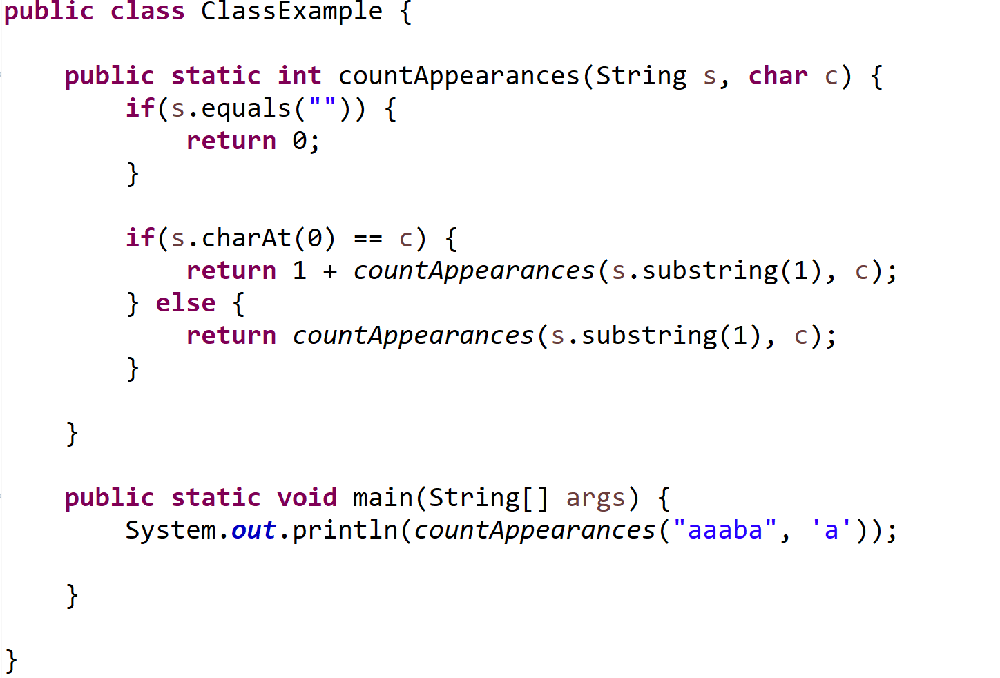 public class ClassExample {
public static int countAppearances(String s, char c) {
if(s.equals("")) {
return 0;
}
if(s.charAt(0) == c) {
return 1 + countAppearances(s.substring(1), c);
} else {
return countAppearances(s.substring(1), c);
}
}
public static void main(String[] args) {
System.out.println(countAppearances("aaaba", 'a'));
}
}